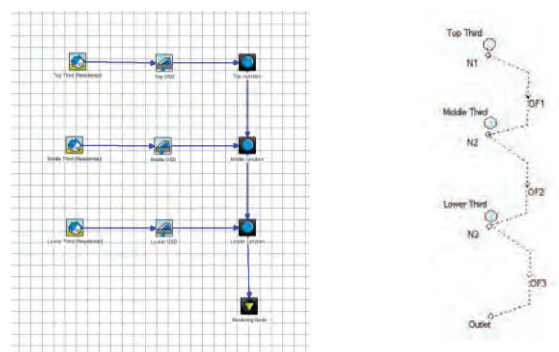 Top Third [Residential]
Top OSD
Top Junction
Middle Third [Residential]
Middle OSD
Middle Junction
Lower Third [Residential]
Lower OSD
Lower Junction
Receiving Node
Top Third
N1
OF1
Middle Third
N2
OF2
Lower Third
N3
OF3
Outlet